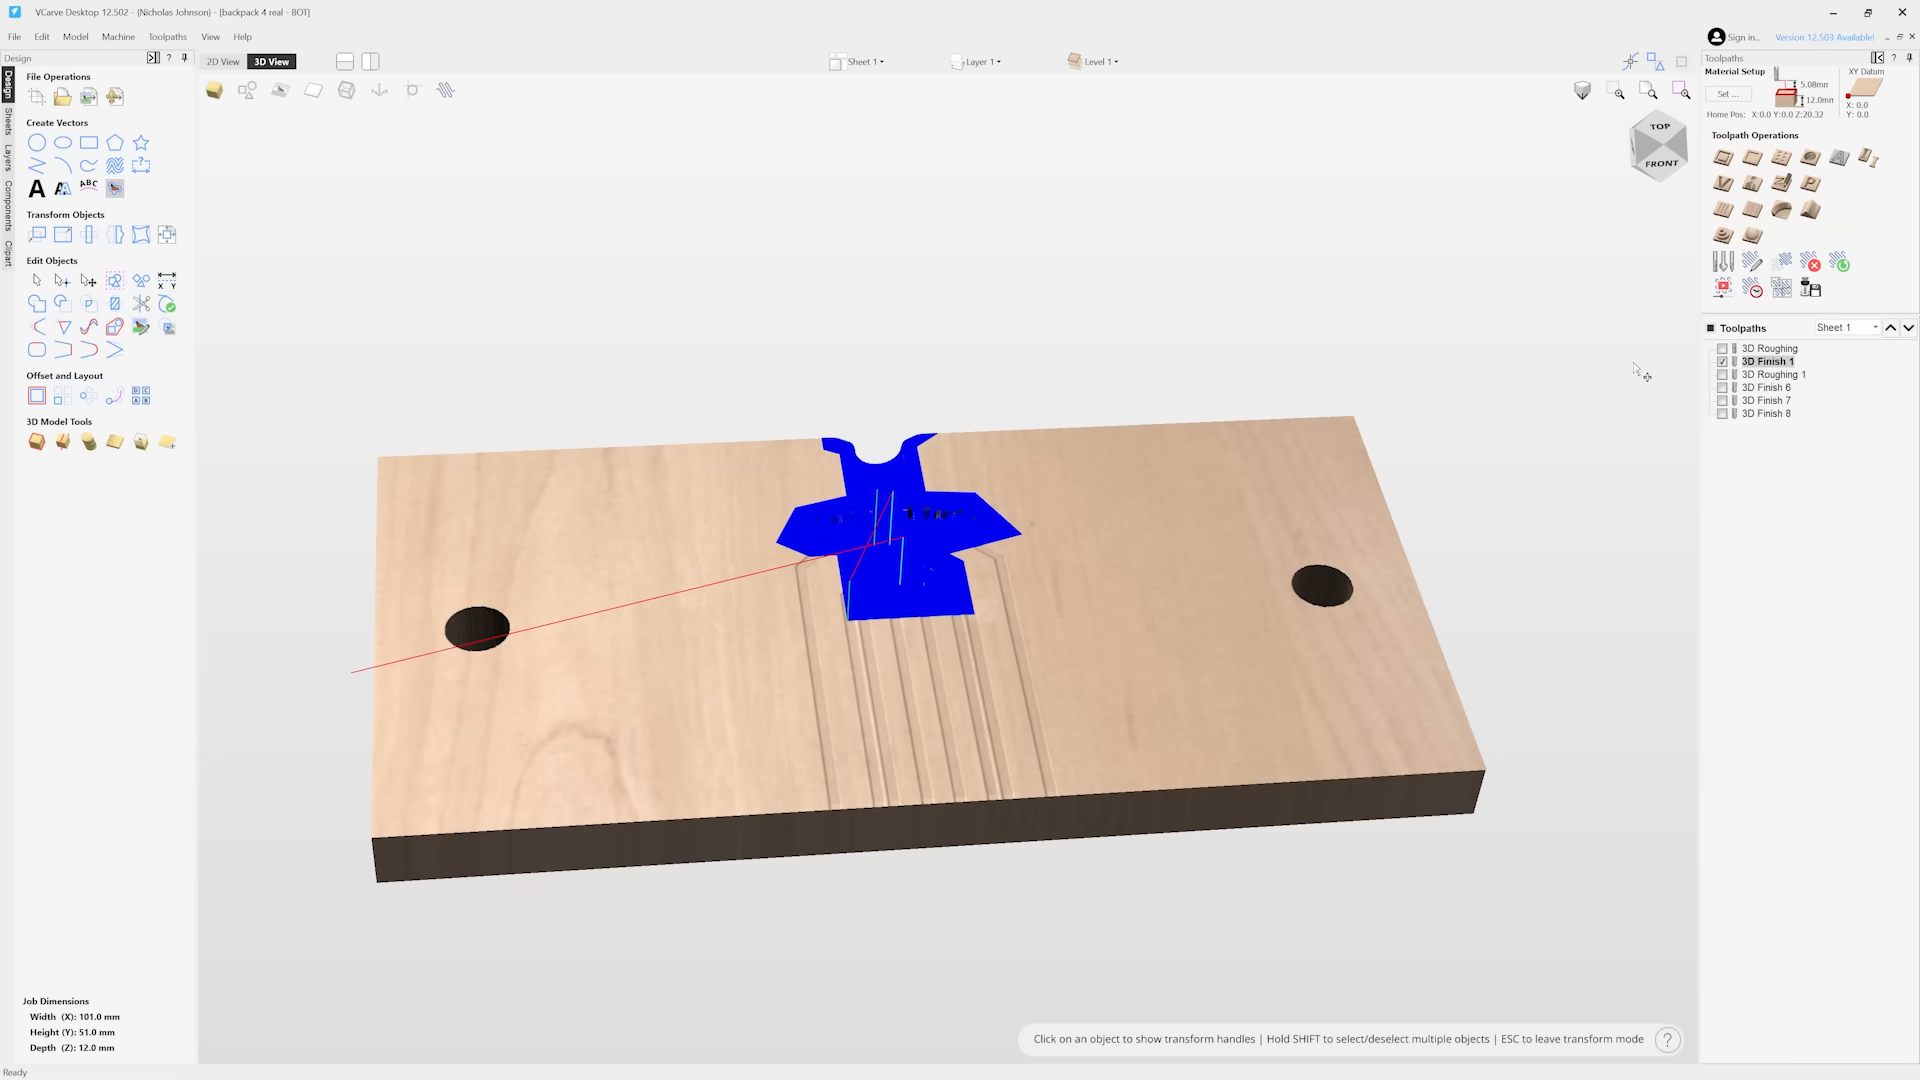 VCarve Desktop 12.502 - {Nicholas Johnson} - [backpack 4 real - BOT]
File Edit Model Machine Toolpaths View Help
Sign in... Version 12.503 Available!
Design
2D View 3D View
Sheet 1
Layer 1
Level 1
Toolpaths
Design
Sheets
Layers
Components
Clipart
File Operations
Create Vectors
A
ABC
Transform Objects
Edit Objects
X Y
Offset and Layout
3D Model Tools
Job Dimensions
Width (X): 101.0 mm
Height (Y): 51.0 mm
Depth (Z): 12.0 mm
Ready
TOP
FRONT
Material Setup
Set ...
5.08mm
12.0mm
XY Datum
X: 0.0
Y: 0.0
Home Pos: X:0.0 Y:0.0 Z:20.32
Toolpath Operations
Toolpaths Sheet 1
3D Roughing
3D Finish 1
3D Roughing 1
3D Finish 6
3D Finish 7
3D Finish 8
Click on an object to show transform handles | Hold SHIFT to select/deselect multiple objects | ESC to leave transform mode ?